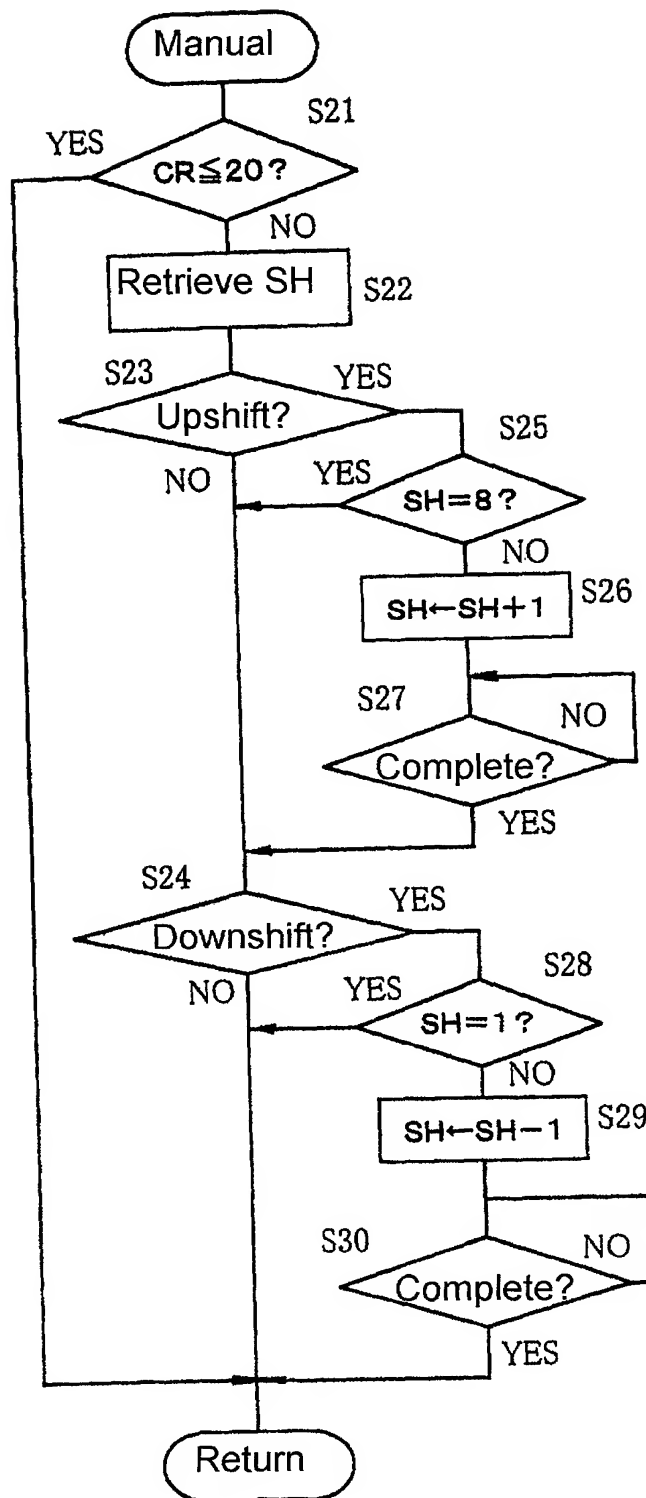 Manual
S21
YES
CR≦20?
NO
Retrieve SH
S22
S23
YES
Upshift?
S25
NO
YES
SH=8?
NO
SH←SH+1
S26
S27
NO
Complete?
YES
S24
YES
Downshift?
S28
NO
YES
SH=1?
NO
SH←SH-1
S29
S30
NO
Complete?
YES
Return